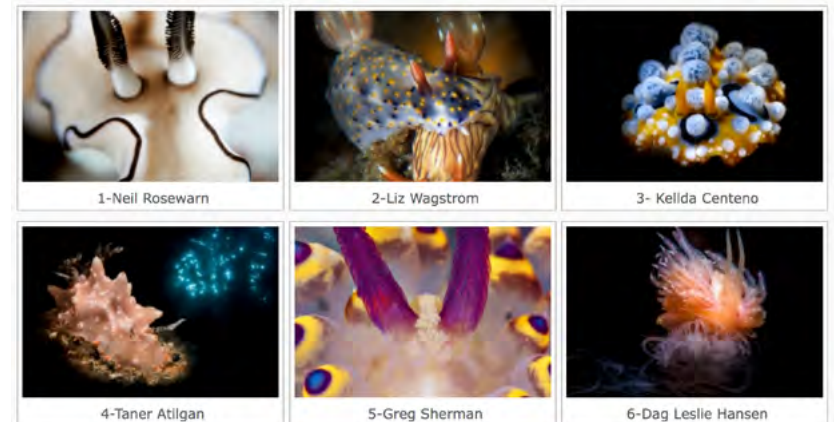 1-Neil Rosewarn
2-Liz Wagstrom
3- Kellda Centeno
4-Taner Atilgan
5-Greg Sherman
6-Dag Leslie Hansen